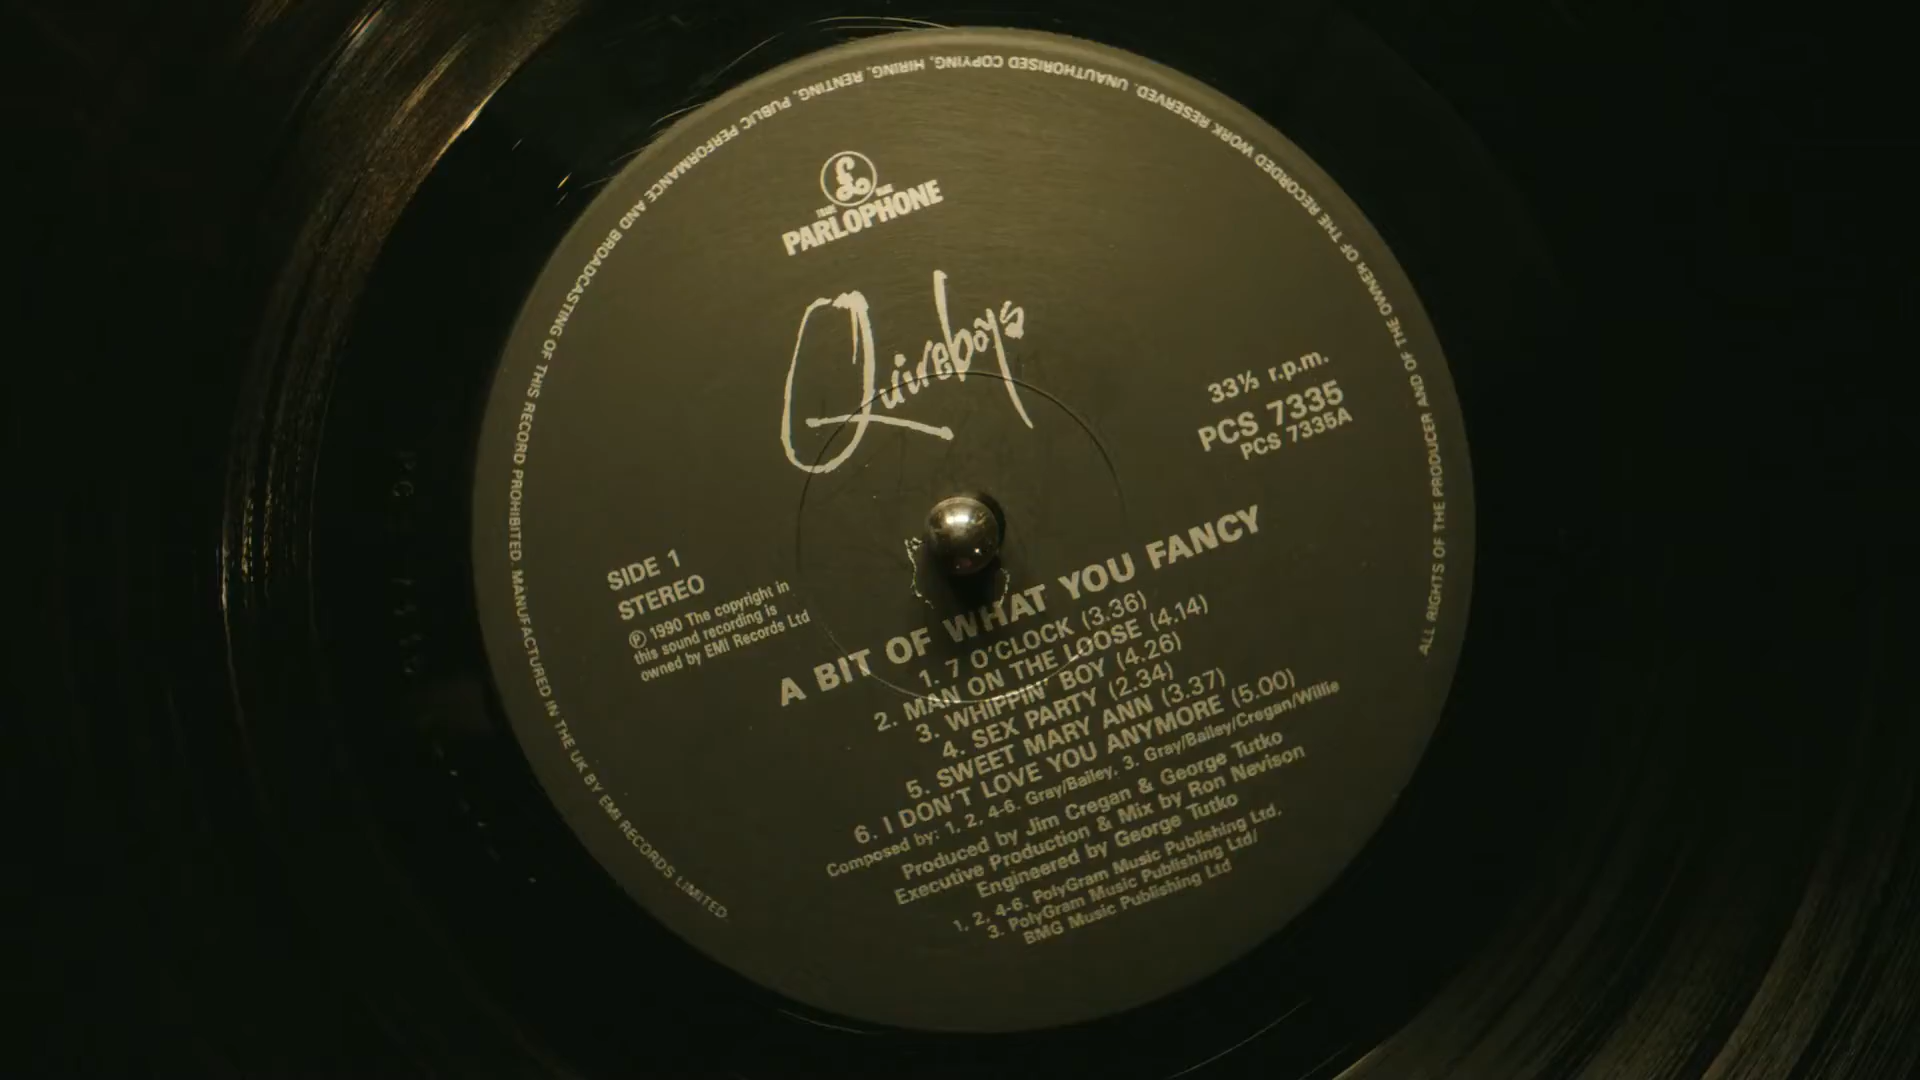 ALL RIGHTS OF THE PRODUCER AND OF THE OWNER OF THE RECORDED WORK RESERVED. UNAUTHORISED COPYING, HIRING, RENTING, PUBLIC PERFORMANCE AND BROADCASTING OF THIS RECORD PROHIBITED. MANUFACTURED IN THE UK BY EMI RECORDS LIMITED.
£
PARLOPHONE
Quireboys
33⅓ r.p.m.
PCS 7335
PCS 7335A
SIDE 1
STEREO
Ⓟ 1990 The copyright in
this sound recording is
owned by EMI Records Ltd
A BIT OF WHAT YOU FANCY
1. 7 O'CLOCK (3.36)
2. MAN ON THE LOOSE (4.14)
3. WHIPPIN' BOY (4.26)
4. SEX PARTY (2.34)
5. SWEET MARY ANN (3.37)
6. I DON'T LOVE YOU ANYMORE (5.00)
Composed by: 1, 2, 4-6. Gray/Bailey, 3. Gray/Bailey/Cregan/Willie
Produced by Jim Cregan & George Tutko
Executive Production & Mix by Ron Nevison
Engineered by George Tutko
1, 2, 4-6. PolyGram Music Publishing Ltd,
3. PolyGram Music Publishing Ltd/
BMG Music Publishing Ltd